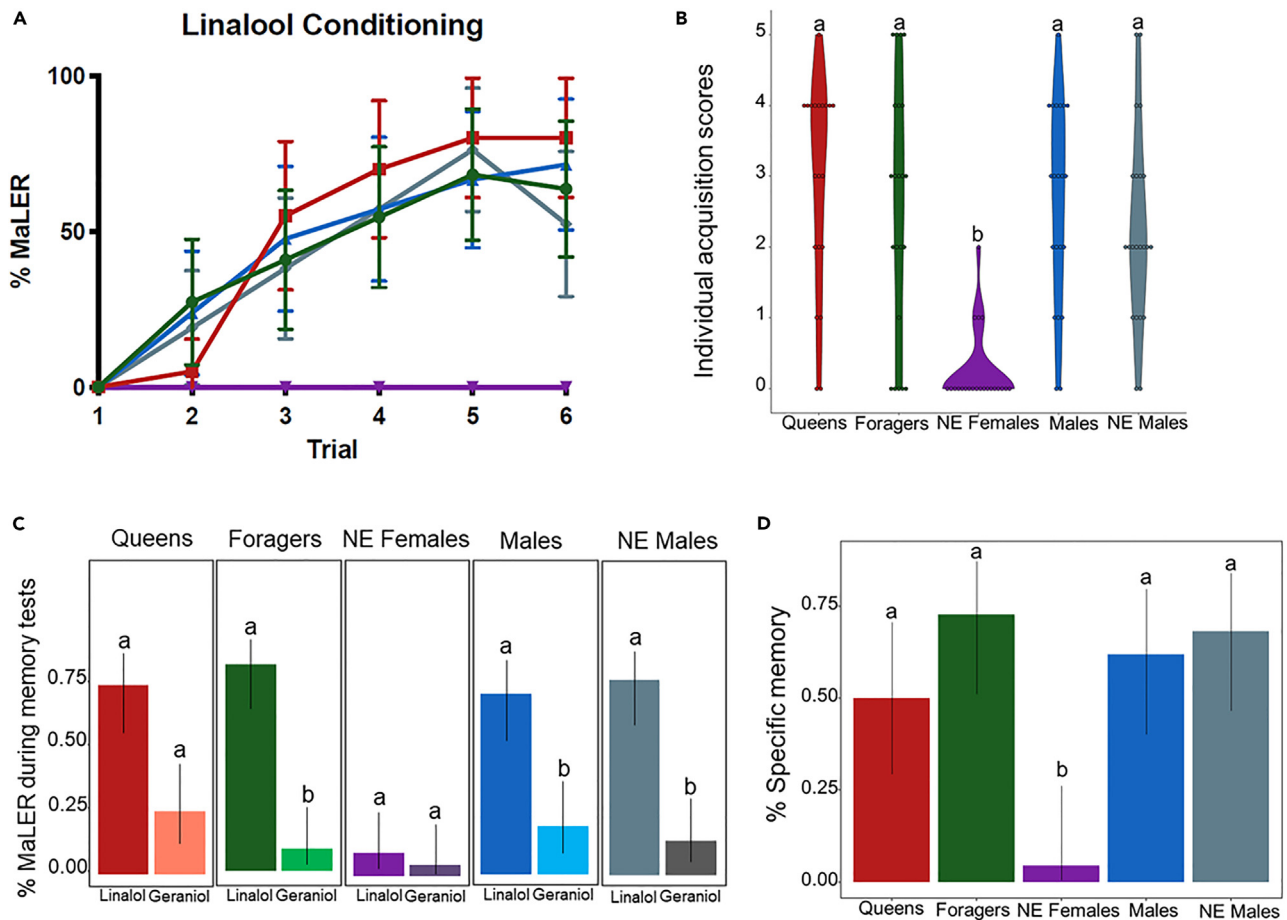 A
Linalool Conditioning
100
50
0
% MaLER
1 2 3 4 5 6
Trial
B
a a b a a
5
4
3
2
1
0
Individual acquisition scores
Queens Foragers NE Females Males NE Males
C
Queens Foragers NE Females Males NE Males
% MaLER during memory tests
0.75
0.50
0.25
0.00
a a
a b
a a
a b
a b
Linalol Geraniol Linalol Geraniol Linalol Geraniol Linalol Geraniol Linalol Geraniol
D
% Specific memory
0.75
0.50
0.25
0.00
a a b a a
Queens Foragers NE Females Males NE Males